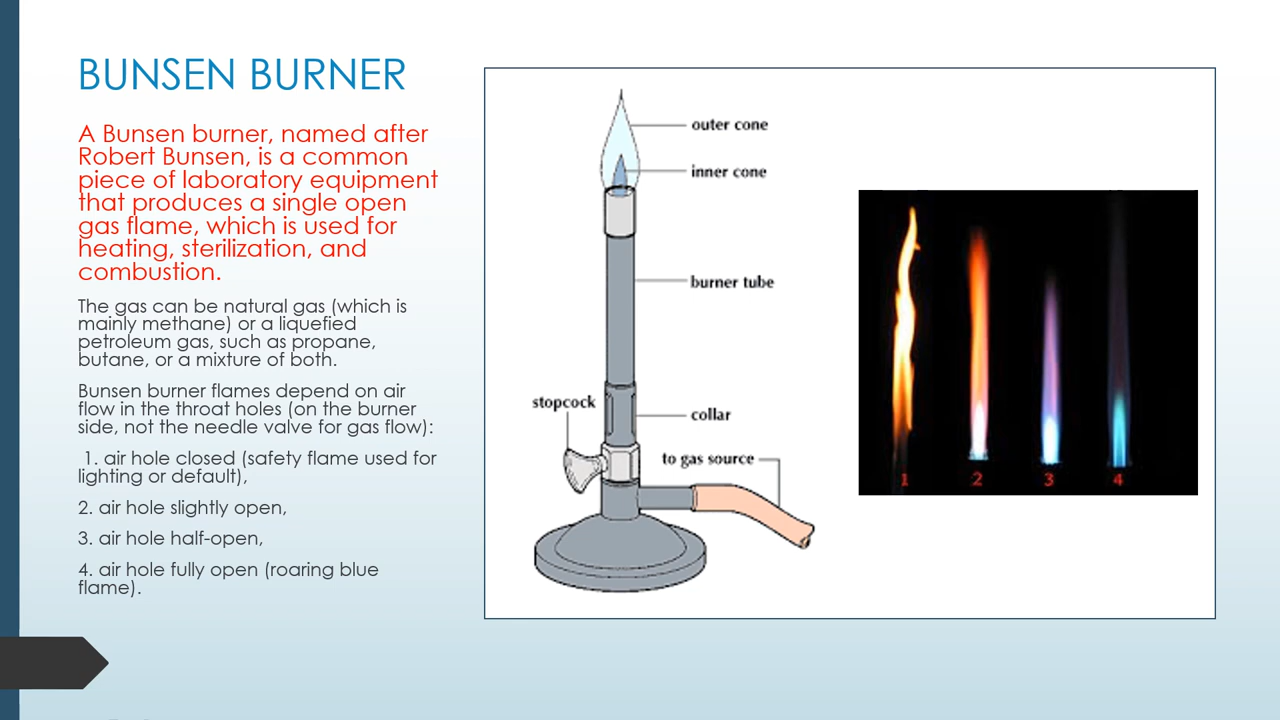 BUNSEN BURNER
A Bunsen burner, named after
Robert Bunsen, is a common
piece of laboratory equipment
that produces a single open
gas flame, which is used for
heating, sterilization, and
combustion.
The gas can be natural gas (which is
mainly methane) or a liquefied
petroleum gas, such as propane,
butane, or a mixture of both.
Bunsen burner flames depend on air
flow in the throat holes (on the burner
side, not the needle valve for gas flow):
1. air hole closed (safety flame used for
lighting or default),
2. air hole slightly open,
3. air hole half-open,
4. air hole fully open (roaring blue
flame).
outer cone
inner cone
burner tube
stopcock
collar
to gas source
1 2 3 4